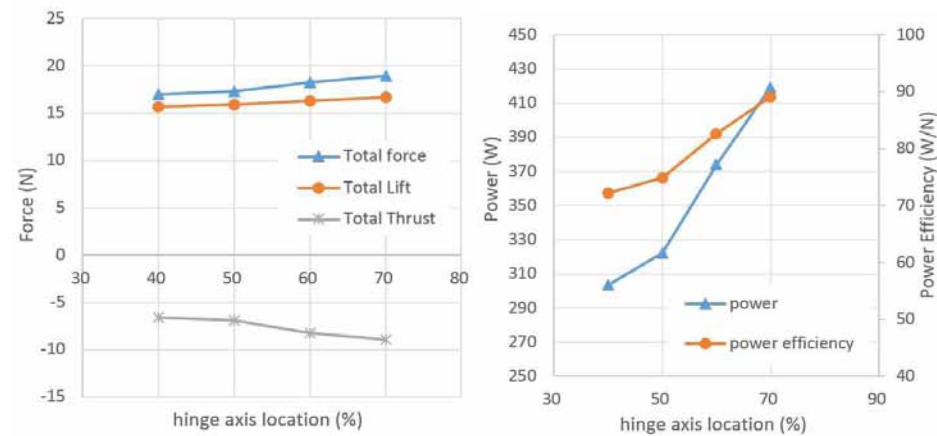 25
20
15
10
5
0
-5
-10
-15
30 40 50 60 70 80
Force (N)
Total force
Total Lift
Total Thrust
hinge axis location (%)
450
430
410
390
370
350
330
310
290
270
250
Power (W)
100
90
80
70
60
50
40
Power Efficiency (W/N)
power
power efficiency
30 50 70 90
hinge axis location (%)